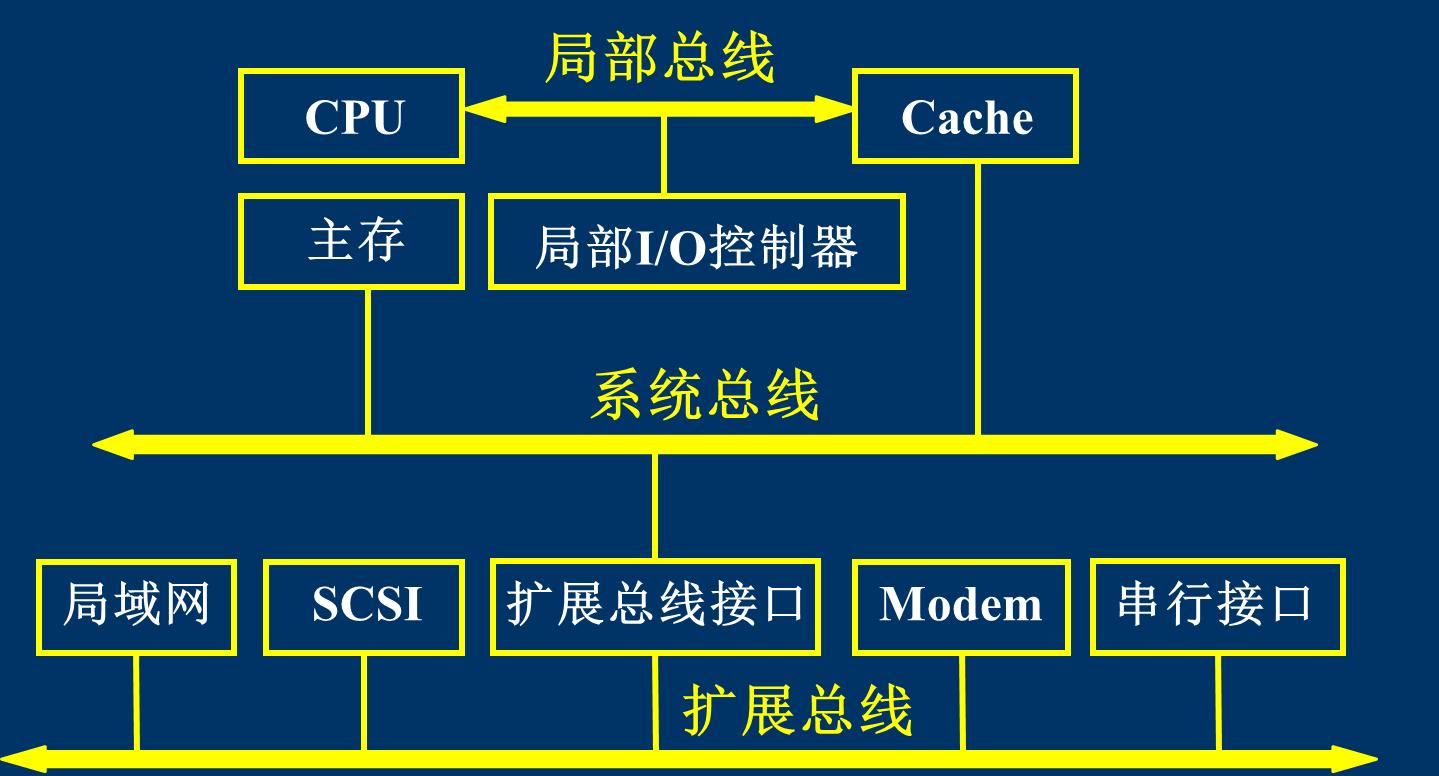 局部总线
CPU
Cache
主存
局部I/O控制器
系统总线
局域网
SCSI
扩展总线接口
Modem
串行接口
扩展总线